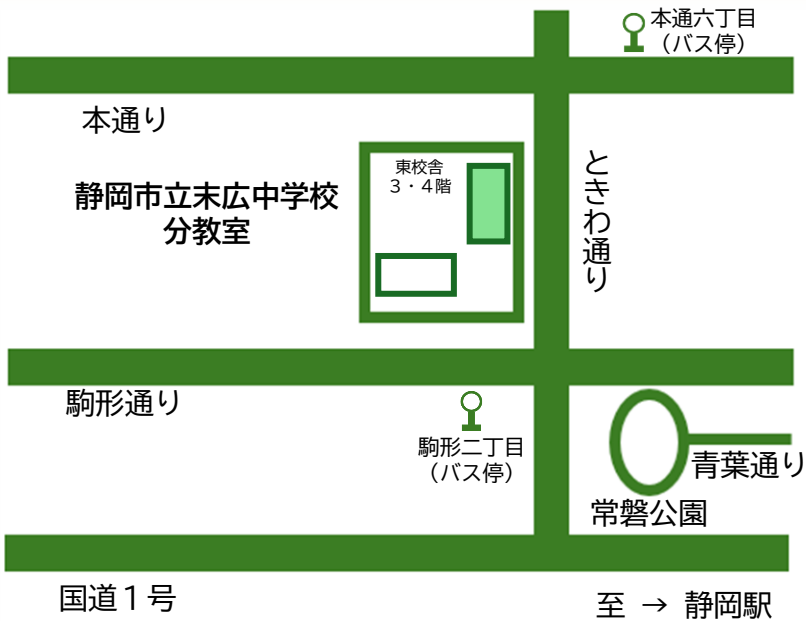 本通六丁目
（バス停）
本通り
東校舎
３・４階
静岡市立末広中学校
分教室
ときわ通り
駒形通り
駒形二丁目
（バス停）
青葉通り
常磐公園
国道１号
至 → 静岡駅